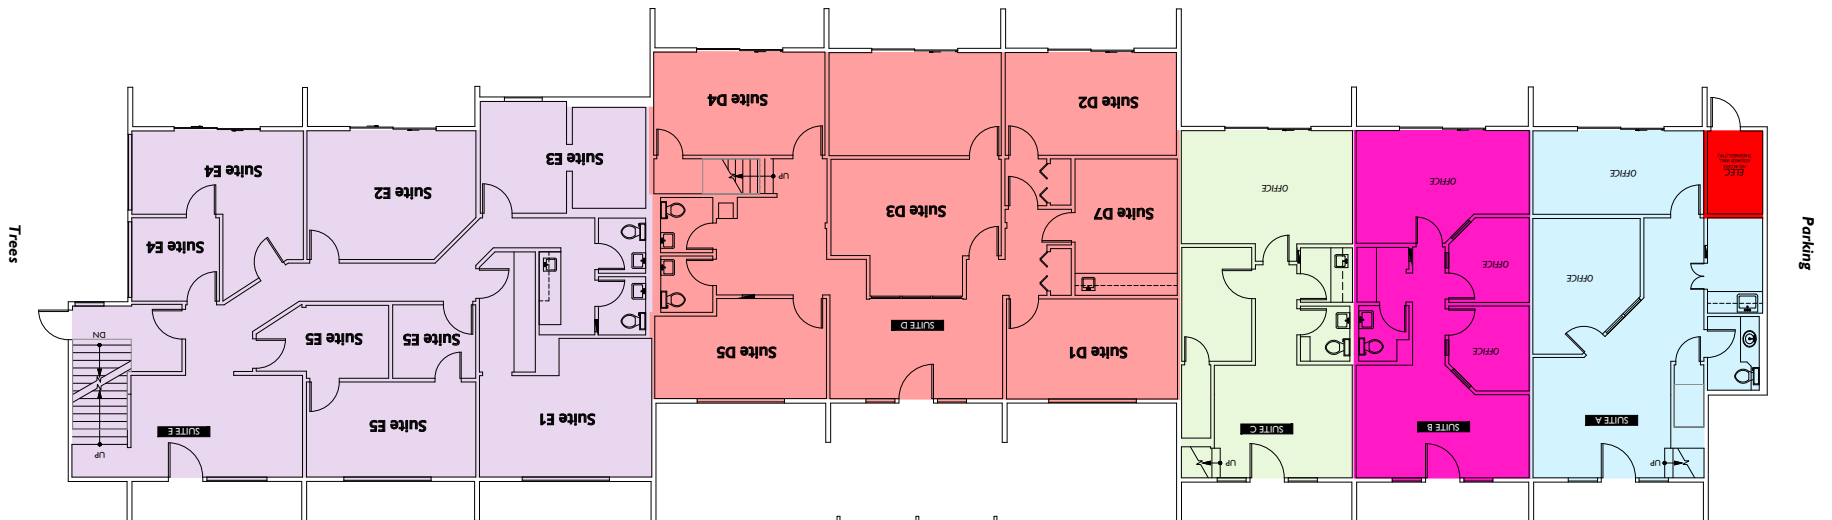 Suite D4
Suite D2
Suite E3
Suite E4
Suite E2
UP
OFFICE
OFFICE
OFFICE
ELEC
Suite D3
Suite D7
Suite E4
Trees
Parking
OFFICE
OFFICE
DN
Suite E5
Suite E5
SUITE D
Suite D5
Suite D1
OFFICE
Suite E5
Suite E1
SUITE E
SUITE C
SUITE B
SUITE A
UP
UP
UP